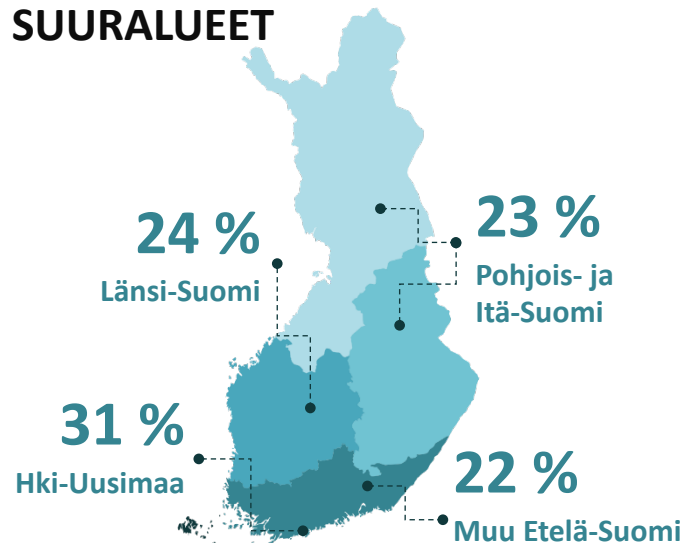 SUURALUEET
24 %
Länsi-Suomi
23 %
Pohjois- ja
Itä-Suomi
31 %
Hki-Uusimaa
22 %
Muu Etelä-Suomi